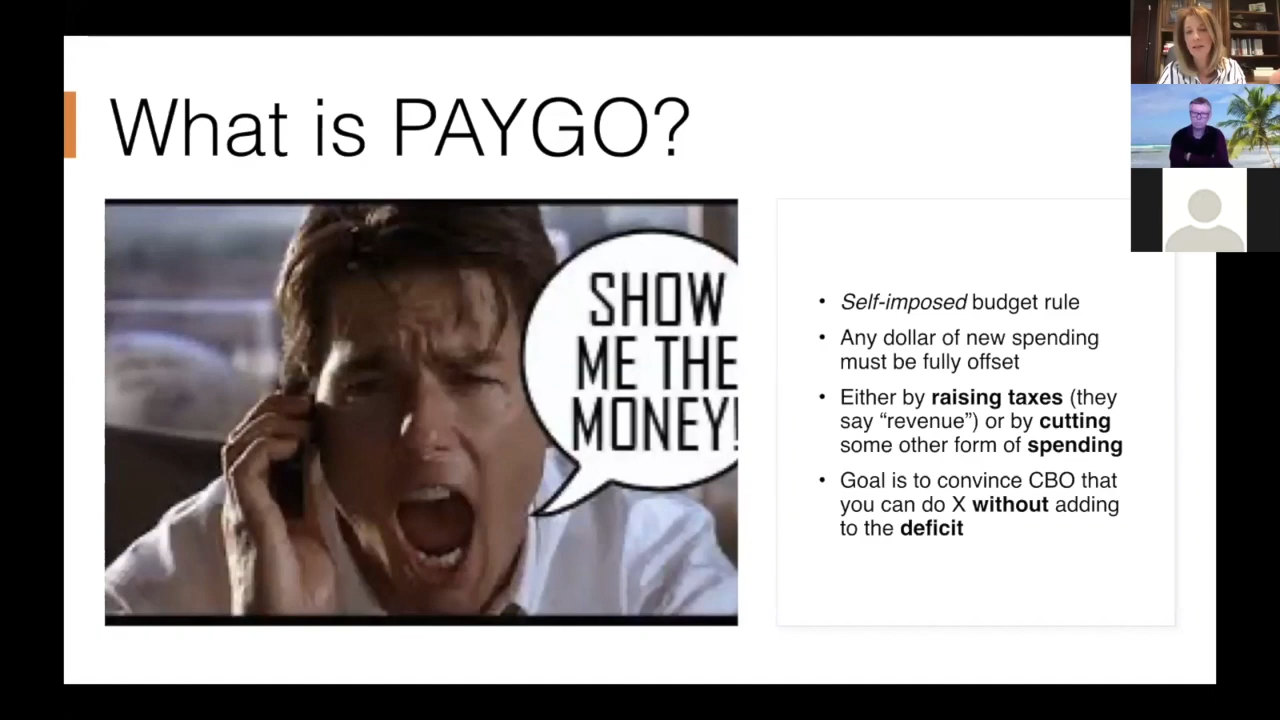 What is PAYGO?
SHOW
ME THE
MONEY!
• Self-imposed budget rule
• Any dollar of new spending
must be fully offset
• Either by raising taxes (they
say “revenue”) or by cutting
some other form of spending
• Goal is to convince CBO that
you can do X without adding
to the deficit